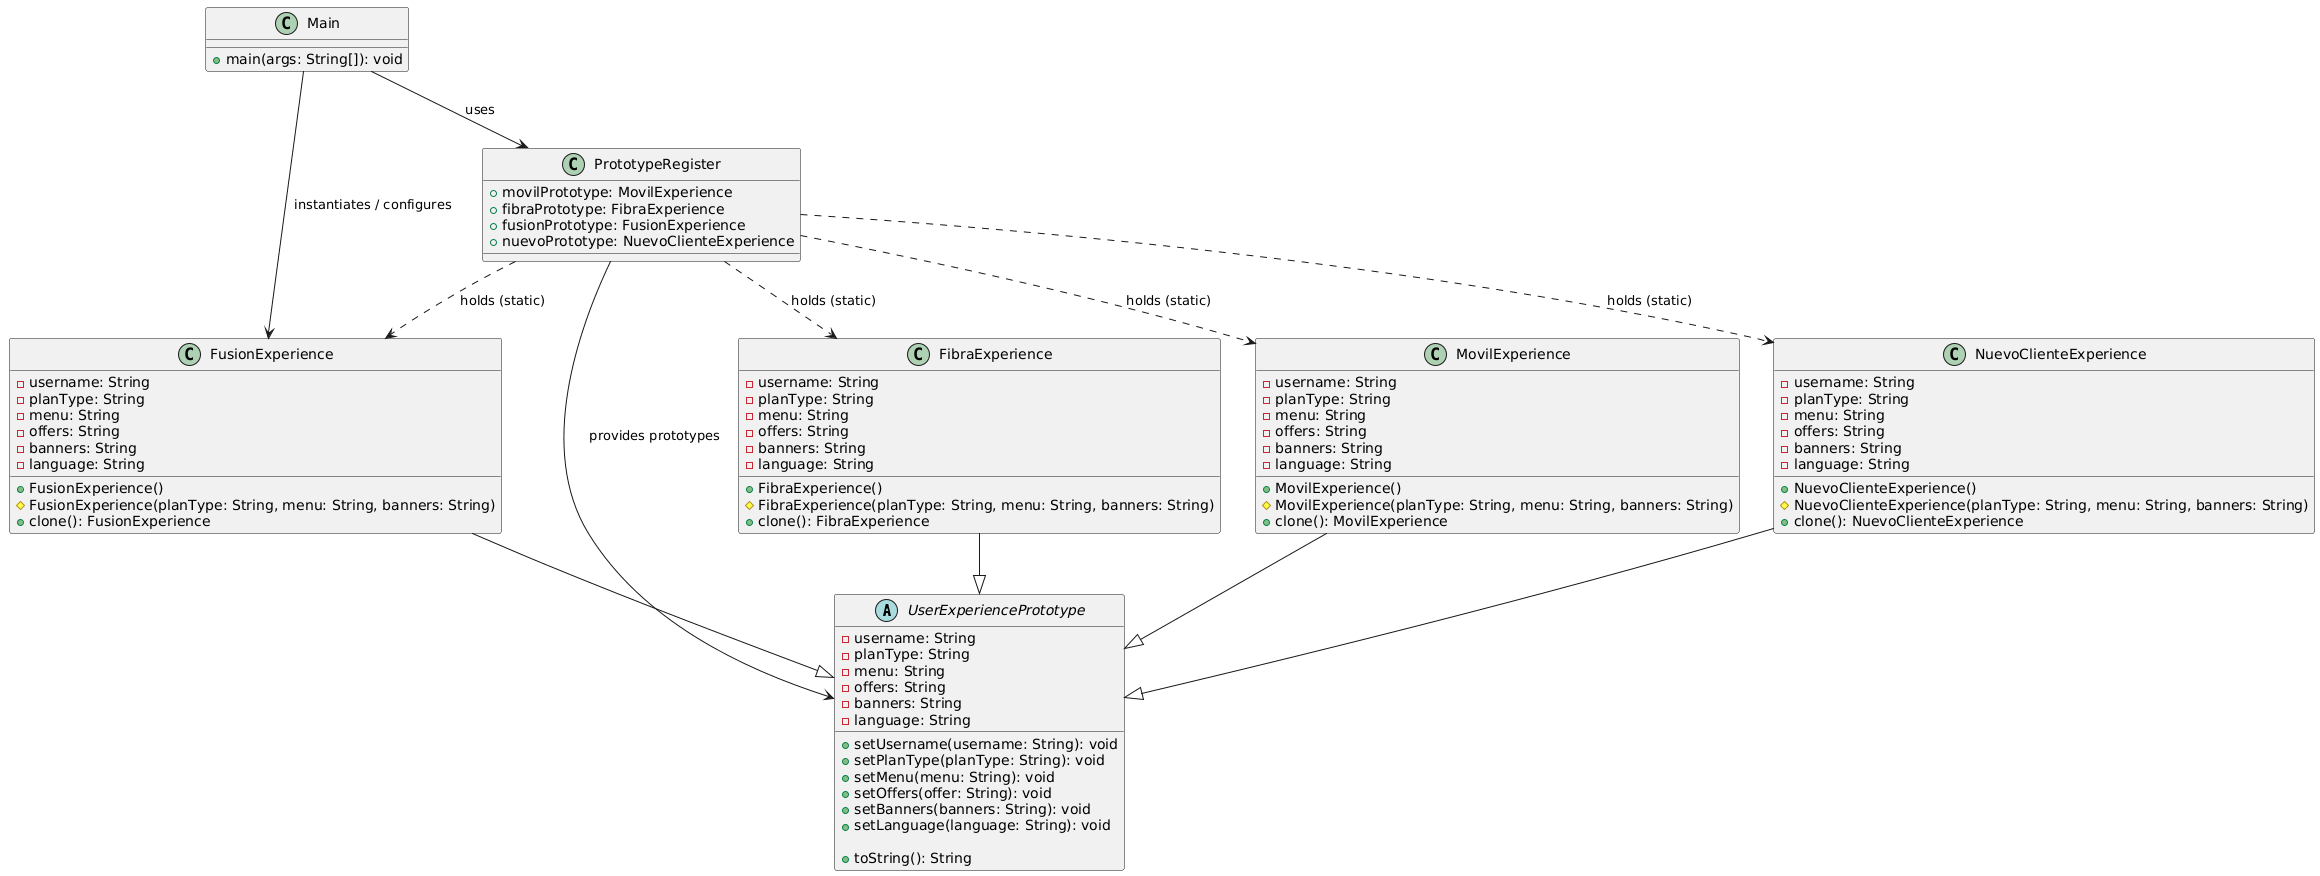 C Main
main(args: String[]): void
uses
instantiates / configures
C PrototypeRegister
movilPrototype: MovilExperience
fibraPrototype: FibraExperience
fusionPrototype: FusionExperience
nuevoPrototype: NuevoClienteExperience
holds (static)
holds (static)
holds (static)
holds (static)
provides prototypes
C FusionExperience
username: String
planType: String
menu: String
offers: String
banners: String
language: String
FusionExperience()
FusionExperience(planType: String, menu: String, banners: String)
clone(): FusionExperience
C FibraExperience
username: String
planType: String
menu: String
offers: String
banners: String
language: String
FibraExperience()
FibraExperience(planType: String, menu: String, banners: String)
clone(): FibraExperience
C MovilExperience
username: String
planType: String
menu: String
offers: String
banners: String
language: String
MovilExperience()
MovilExperience(planType: String, menu: String, banners: String)
clone(): MovilExperience
C NuevoClienteExperience
username: String
planType: String
menu: String
offers: String
banners: String
language: String
NuevoClienteExperience()
NuevoClienteExperience(planType: String, menu: String, banners: String)
clone(): NuevoClienteExperience
A UserExperiencePrototype
username: String
planType: String
menu: String
offers: String
banners: String
language: String
setUsername(username: String): void
setPlanType(planType: String): void
setMenu(menu: String): void
setOffers(offer: String): void
setBanners(banners: String): void
setLanguage(language: String): void
toString(): String